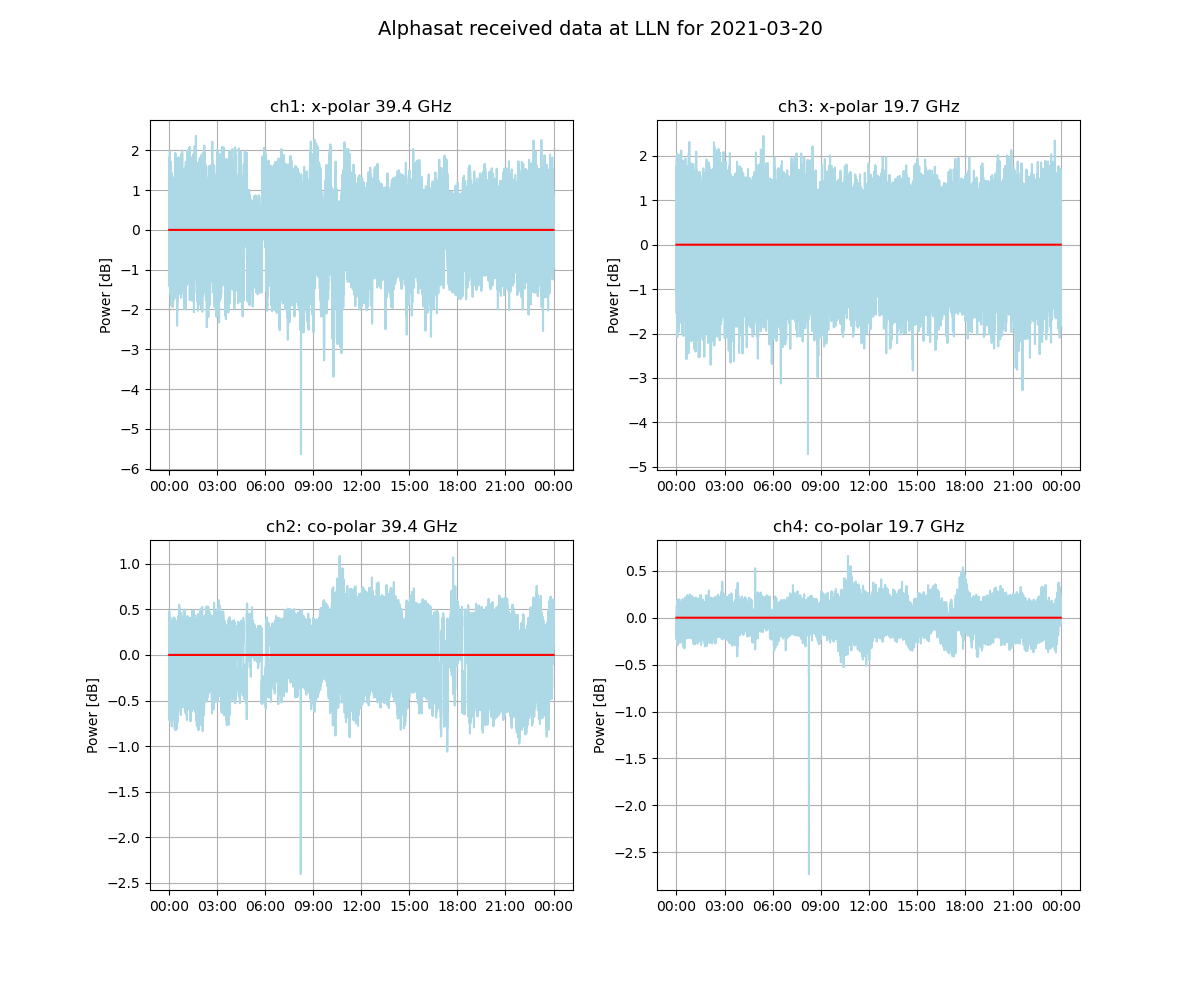 Alphasat received data at LLN for 2021-03-20
ch1: x-polar 39.4 GHz
Power [dB]
2
1
0
−1
−2
−3
−4
−5
−6
00:00 03:00 06:00 09:00 12:00 15:00 18:00 21:00 00:00
ch3: x-polar 19.7 GHz
Power [dB]
2
1
0
−1
−2
−3
−4
−5
00:00 03:00 06:00 09:00 12:00 15:00 18:00 21:00 00:00
ch2: co-polar 39.4 GHz
Power [dB]
1.0
0.5
0.0
−0.5
−1.0
−1.5
−2.0
−2.5
00:00 03:00 06:00 09:00 12:00 15:00 18:00 21:00 00:00
ch4: co-polar 19.7 GHz
Power [dB]
0.5
0.0
−0.5
−1.0
−1.5
−2.0
−2.5
00:00 03:00 06:00 09:00 12:00 15:00 18:00 21:00 00:00